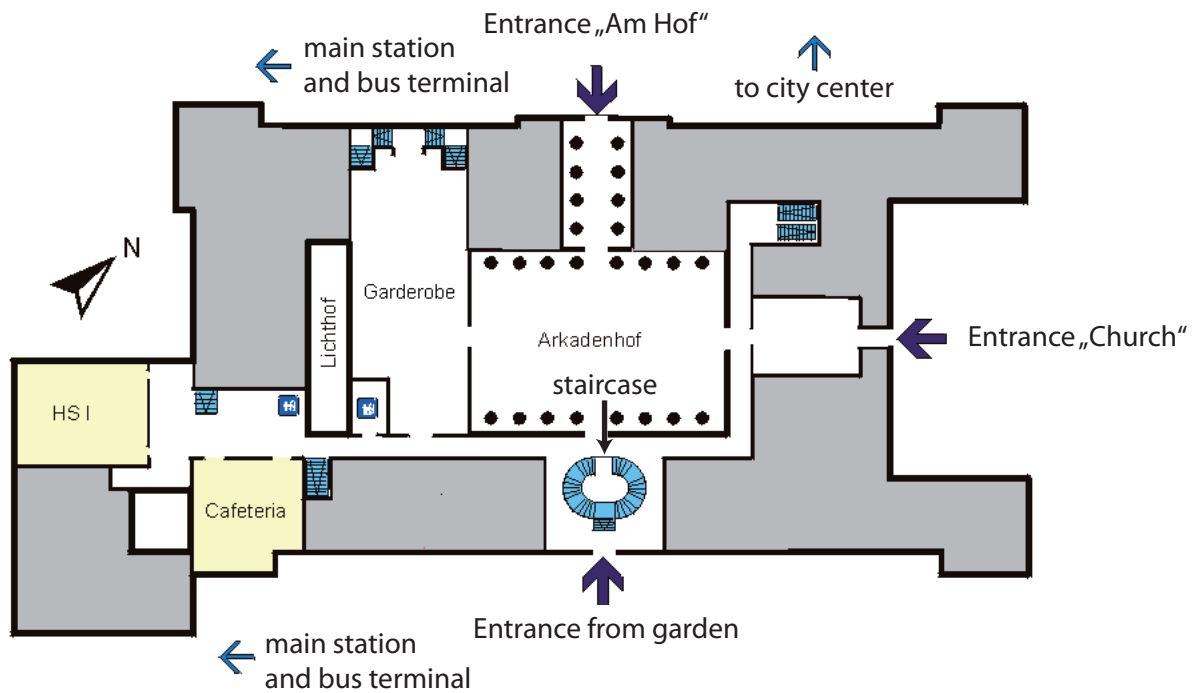 Entrance „Am Hof“
main station
and bus terminal
to city center
N
Garderobe
Lichthof
Arkadenhof
Entrance „Church“
staircase
HS I
Cafeteria
Entrance from garden
main station
and bus terminal